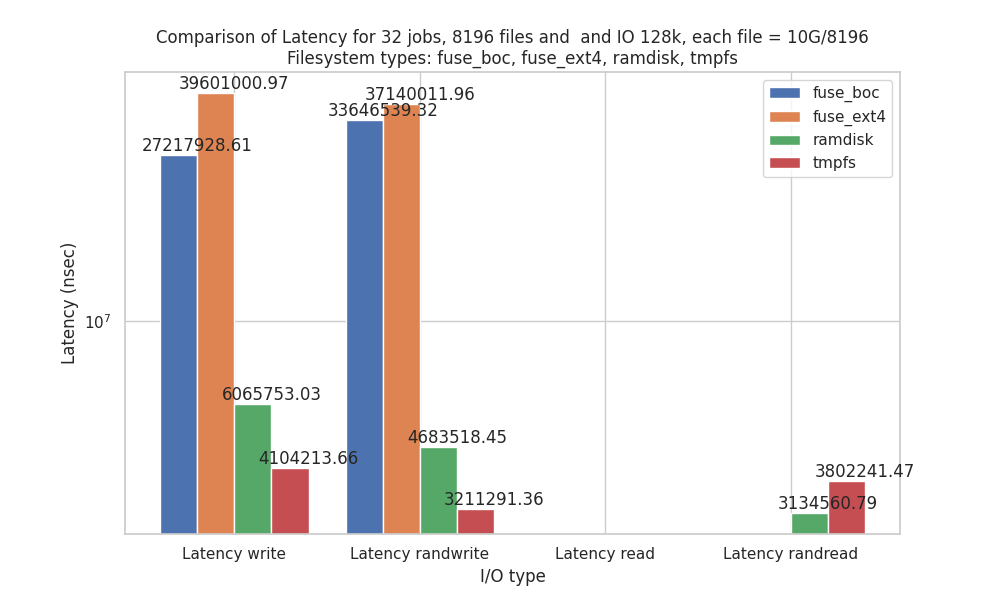 Comparison of Latency for 32 jobs, 8196 files and  and IO 128k, each file = 10G/8196
Filesystem types: fuse_boc, fuse_ext4, ramdisk, tmpfs
39601000.97
37140011.96
33646539.32
27217928.61
6065753.03
4683518.45
4104213.66
3211291.36
3802241.47
3134560.79
fuse_boc
fuse_ext4
ramdisk
tmpfs
Latency (nsec)
10⁷
Latency write
Latency randwrite
Latency read
Latency randread
I/O type